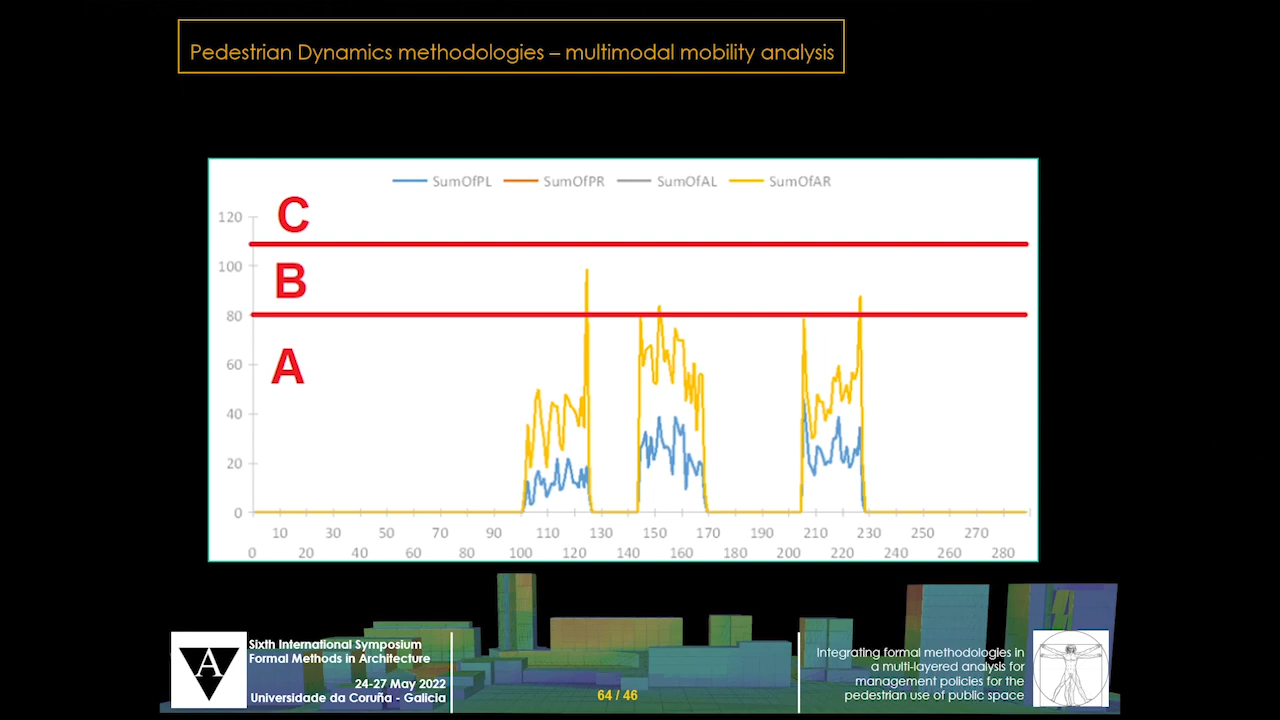 Pedestrian Dynamics methodologies – multimodal mobility analysis
SumOfPL SumOfPR SumOfAL SumOfAR
C
B
A
120
100
80
60
40
20
0
10 30 50 70 90 110 130 150 170 190 210 230 250 270
0 20 40 60 80 100 120 140 160 180 200 220 240 260 280
A
Sixth International Symposium
Formal Methods in Architecture
24-27 May 2022
Universidade da Coruña - Galicia
64 / 46
Integrating formal methodologies in
a multi-layered analysis for
management policies for the
pedestrian use of public space